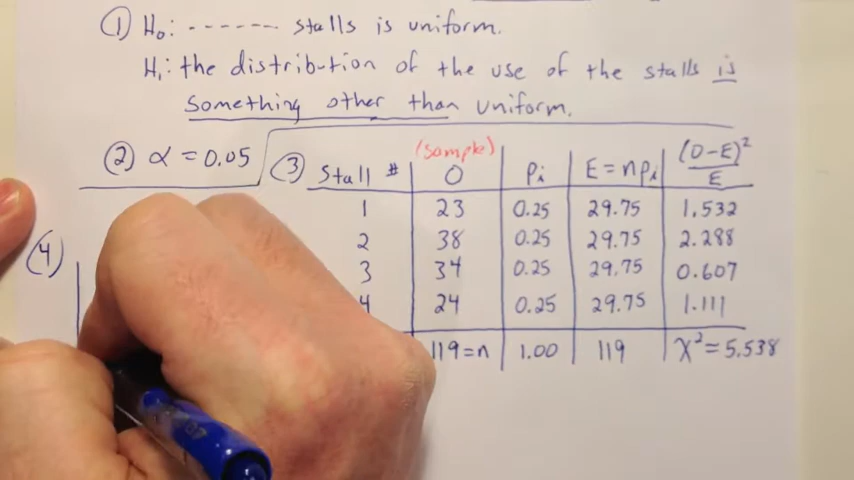 ① H₀: ------- stalls is uniform.
H₁: the distribution of the use of the stalls is
something other than uniform.
② α = 0.05
③ Stall # (sample) O pᵢ E = npᵢ (O-E)²/E
1 23 0.25 29.75 1.532
2 38 0.25 29.75 2.288
3 34 0.25 29.75 0.607
4 24 0.25 29.75 1.111
119=n 1.00 119 χ²=5.538
④
07